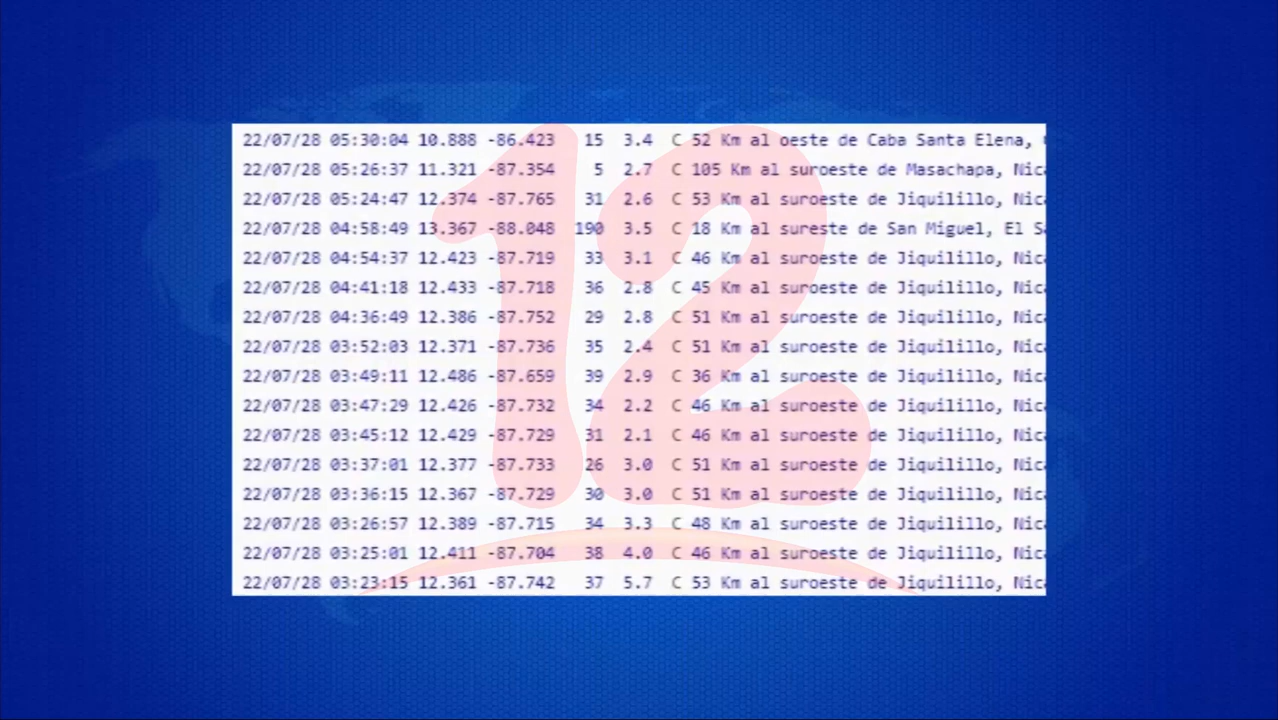 22/07/28 05:30:04 10.888 -86.423 15 3.4 C 52 Km al oeste de Caba Santa Elena,
22/07/28 05:26:37 11.321 -87.354 5 2.7 C 105 Km al suroeste de Masachapa, Nic
22/07/28 05:24:47 12.374 -87.765 31 2.6 C 53 Km al suroeste de Jiquilillo, Nic
22/07/28 04:58:49 13.367 -88.048 190 3.5 C 18 Km al sureste de San Miguel, El S
22/07/28 04:54:37 12.423 -87.719 33 3.1 C 46 Km al suroeste de Jiquilillo, Nic
22/07/28 04:41:18 12.433 -87.718 36 2.8 C 45 Km al suroeste de Jiquilillo, Nic
22/07/28 04:36:49 12.386 -87.752 29 2.8 C 51 Km al suroeste de Jiquilillo, Nic
22/07/28 03:52:03 12.371 -87.736 35 2.4 C 51 Km al suroeste de Jiquilillo, Nic
22/07/28 03:49:11 12.486 -87.659 39 2.9 C 36 Km al suroeste de Jiquilillo, Nic
22/07/28 03:47:29 12.426 -87.732 34 2.2 C 46 Km al suroeste de Jiquilillo, Nic
22/07/28 03:45:12 12.429 -87.729 31 2.1 C 46 Km al suroeste de Jiquilillo, Nic
22/07/28 03:37:01 12.377 -87.733 26 3.0 C 51 Km al suroeste de Jiquilillo, Nic
22/07/28 03:36:15 12.367 -87.729 30 3.0 C 51 Km al suroeste de Jiquilillo, Nic
22/07/28 03:26:57 12.389 -87.715 34 3.3 C 48 Km al suroeste de Jiquilillo, Nic
22/07/28 03:25:01 12.411 -87.704 38 4.0 C 46 Km al suroeste de Jiquilillo, Nic
22/07/28 03:23:15 12.361 -87.742 37 5.7 C 53 Km al suroeste de Jiquilillo, Nic
12